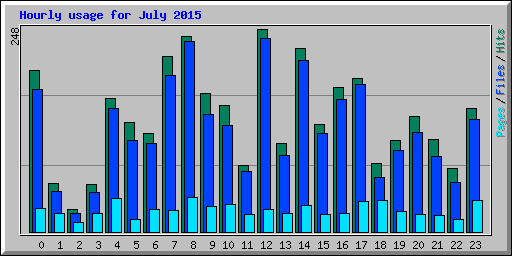 Hourly usage for July 2015
248
Pages / Files / Hits
0 1 2 3 4 5 6 7 8 9 10 11 12 13 14 15 16 17 18 19 20 21 22 23